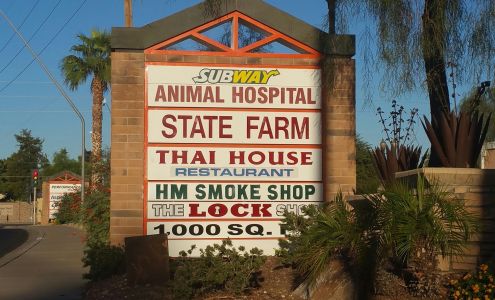 SUBWAY
ANIMAL HOSPITAL
STATE FARM
THAI HOUSE
RESTAURANT
HM SMOKE SHOP
THE LOCK
1,000 SQ.